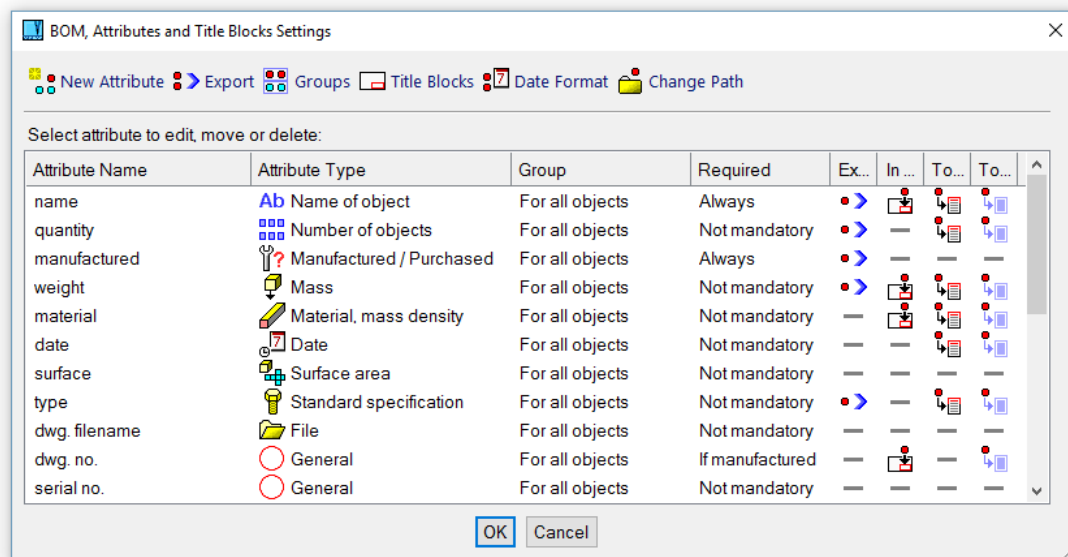 BOM, Attributes and Title Blocks Settings
New Attribute Export Groups Title Blocks 7 Date Format Change Path
Select attribute to edit, move or delete:
Attribute Name Attribute Type Group Required Ex... In ... To... To...
name Ab Name of object For all objects Always
quantity Number of objects For all objects Not mandatory
manufactured ? Manufactured / Purchased For all objects Always
weight Mass For all objects Not mandatory
material Material, mass density For all objects Not mandatory
date 7 Date For all objects Not mandatory
surface Surface area For all objects Not mandatory
type Standard specification For all objects Not mandatory
dwg. filename File For all objects Not mandatory
dwg. no. General For all objects If manufactured
serial no. General For all objects Not mandatory
OK Cancel